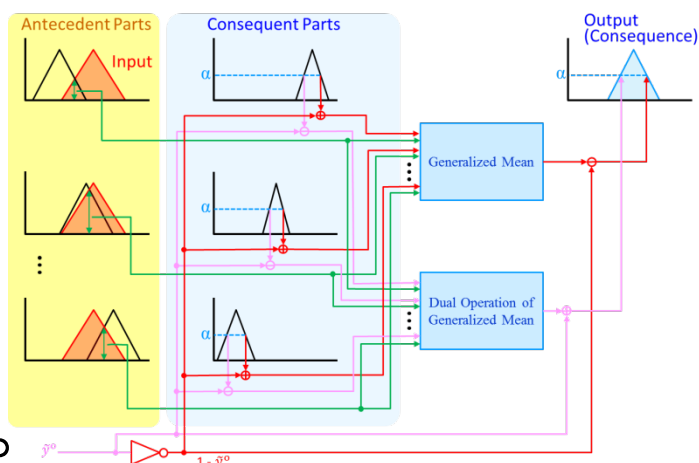 Antecedent Parts
Consequent Parts
Output
(Consequence)
Input
α
α
Generalized Mean
α
α
Dual Operation of
Generalized Mean
ỹ°
1 - ỹ°